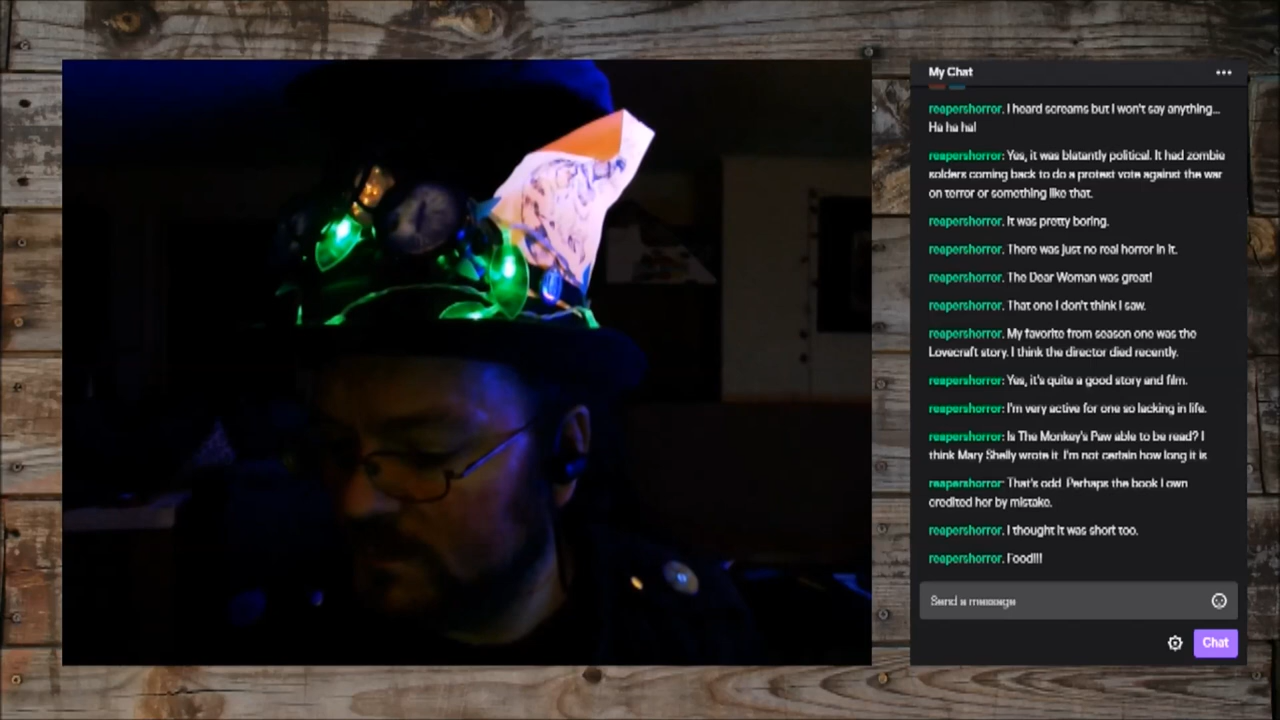 My Chat
reapershorror: I heard screams but I won't say anything...
Ha ha ha!
reapershorror: Yes, it was blatantly political. It had zombie
solders coming back to do a protest vote against the war
on terror or something like that.
reapershorror: It was pretty boring.
reapershorror: There was just no real horror in it.
reapershorror: The Dear Woman was great!
reapershorror: That one I don't think I saw.
reapershorror: My favorite from season one was the
Lovecraft story. I think the director died recently.
reapershorror: Yes, it's quite a good story and film.
reapershorror: I'm very active for one so lacking in life.
reapershorror: Is The Monkey's Paw able to be read? I
think Mary Shelly wrote it. I'm not certain how long it is.
reapershorror: That's odd. Perhaps the book I own
credited her by mistake.
reapershorror: I thought it was short too.
reapershorror: Food!!!
Send a message
Chat